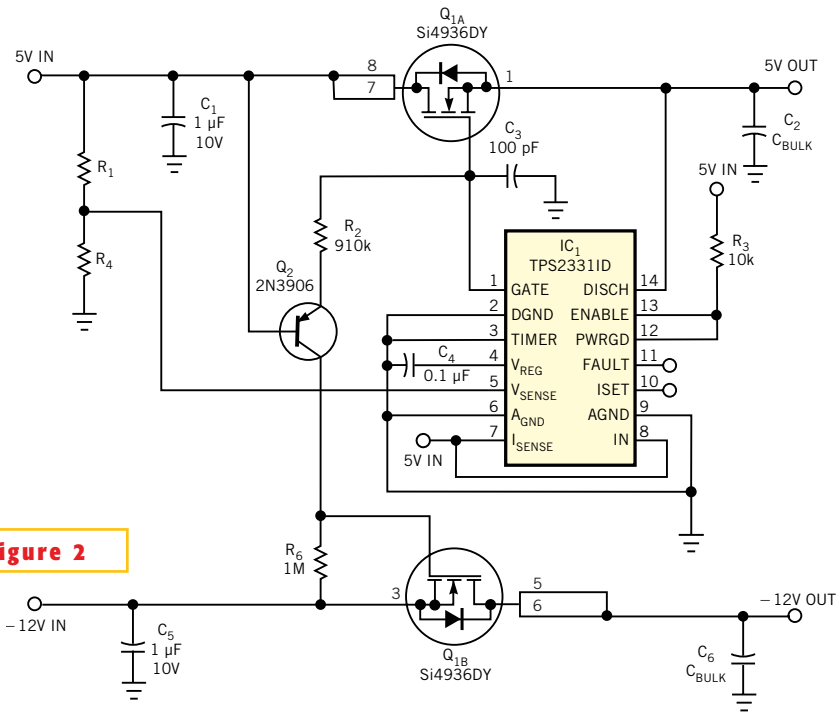 Q1A
Si4936DY
5V IN
8
7
1
5V OUT
C1
1 µF
10V
C3
100 pF
C2
CBULK
R1
5V IN
R2
910k
R3
10k
R4
Q2
2N3906
IC1
TPS2331ID
1 GATE DISCH 14
2 DGND ENABLE 13
3 TIMER PWRGD 12
C4
0.1 µF
4 VREG FAULT 11
5 VSENSE ISET 10
6 AGND AGND 9
7 ISENSE IN 8
5V IN
igure 2
R6
1M
3
5
6
–12V IN
–12V OUT
C5
1 µF
10V
Q1B
Si4936DY
C6
CBULK